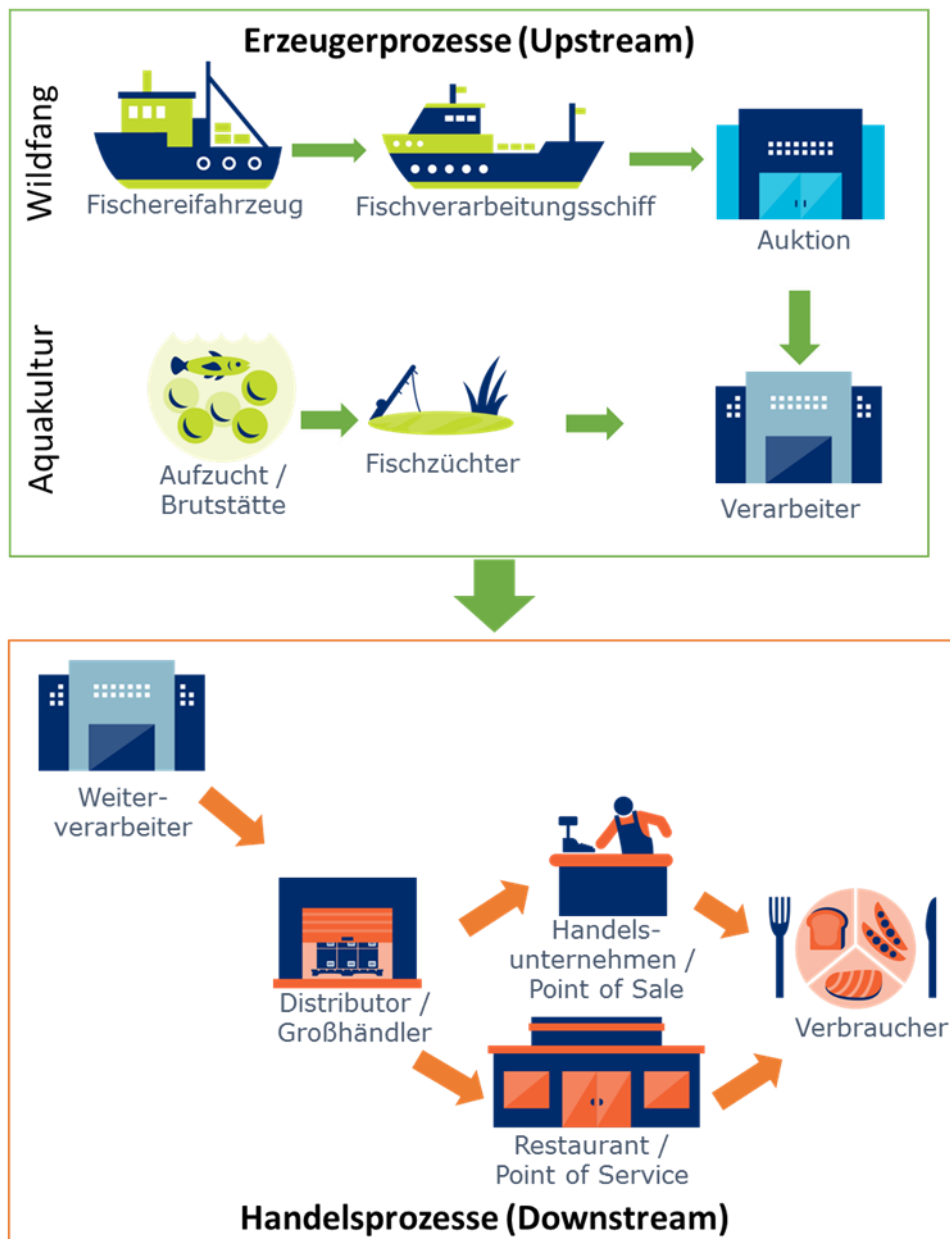 Erzeugerprozesse (Upstream)
Wildfang
Fischereifahrzeug
Fischverarbeitungsschiff
Auktion
Aquakultur
Aufzucht /
Brutstätte
Fischzüchter
Verarbeiter
Weiter-
verarbeiter
Distributor /
Großhändler
Handels-
unternehmen /
Point of Sale
Restaurant /
Point of Service
Verbraucher
Handelsprozesse (Downstream)